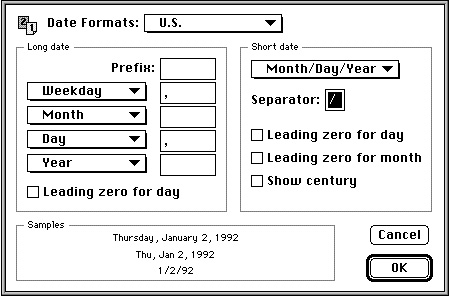 2 1 Date Formats: U.S.
Long date
Prefix:
Weekday ,
Month
Day ,
Year
Leading zero for day
Short date
Month/Day/Year
Separator: /
Leading zero for day
Leading zero for month
Show century
Samples
Thursday, January 2, 1992
Thu, Jan 2, 1992
1/2/92
Cancel
OK